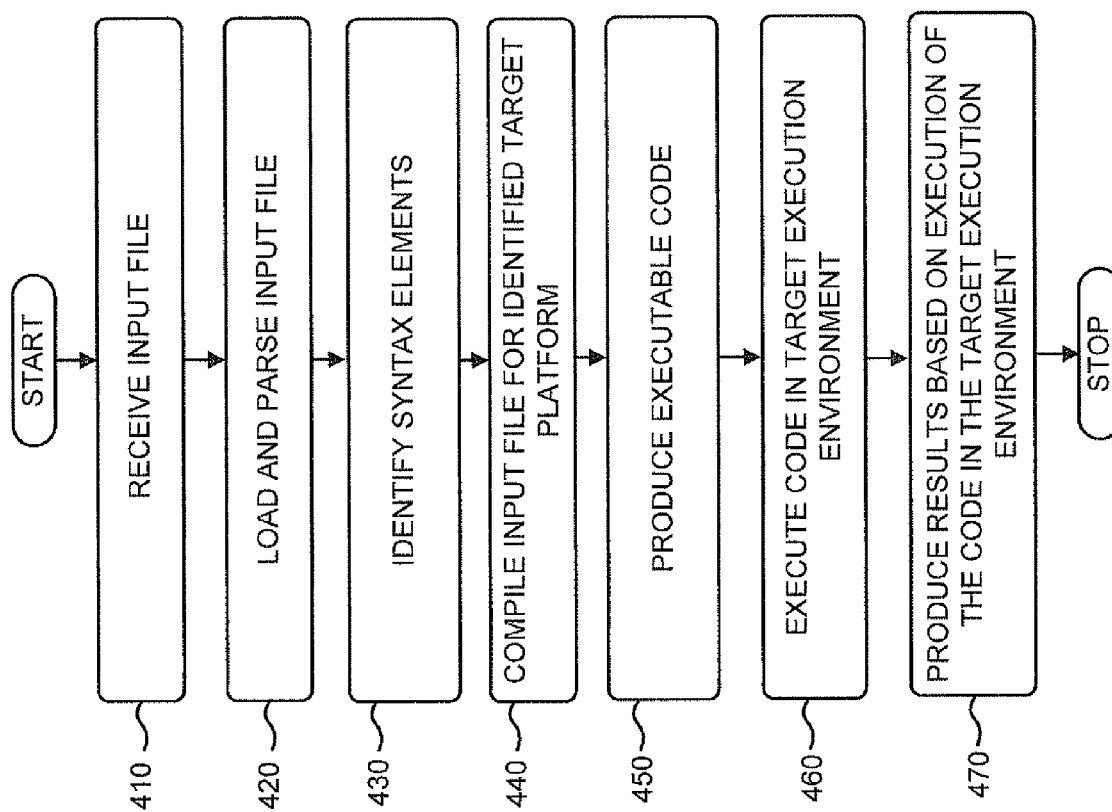 START
410
RECEIVE INPUT FILE
420
LOAD AND PARSE INPUT FILE
430
IDENTIFY SYNTAX ELEMENTS
440
COMPILE INPUT FILE FOR IDENTIFIED TARGET
PLATFORM
450
PRODUCE EXECUTABLE CODE
460
EXECUTE CODE IN TARGET EXECUTION
ENVIRONMENT
470
PRODUCE RESULTS BASED ON EXECUTION OF
THE CODE IN THE TARGET EXECUTION
ENVIRONMENT
STOP